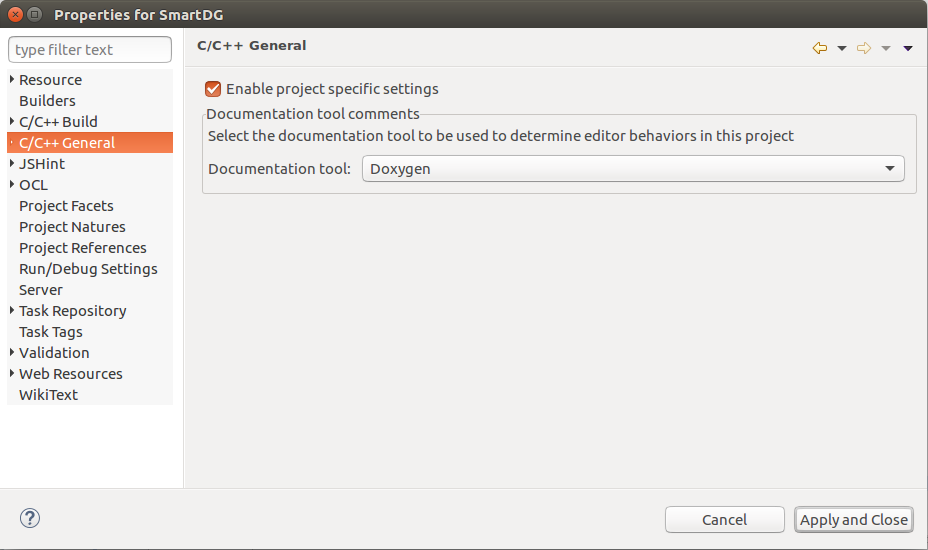 Properties for SmartDG
type filter text
Resource
Builders
C/C++ Build
C/C++ General
JSHint
OCL
Project Facets
Project Natures
Project References
Run/Debug Settings
Server
Task Repository
Task Tags
Validation
Web Resources
WikiText
C/C++ General
Enable project specific settings
Documentation tool comments
Select the documentation tool to be used to determine editor behaviors in this project
Documentation tool: Doxygen
?
Cancel Apply and Close